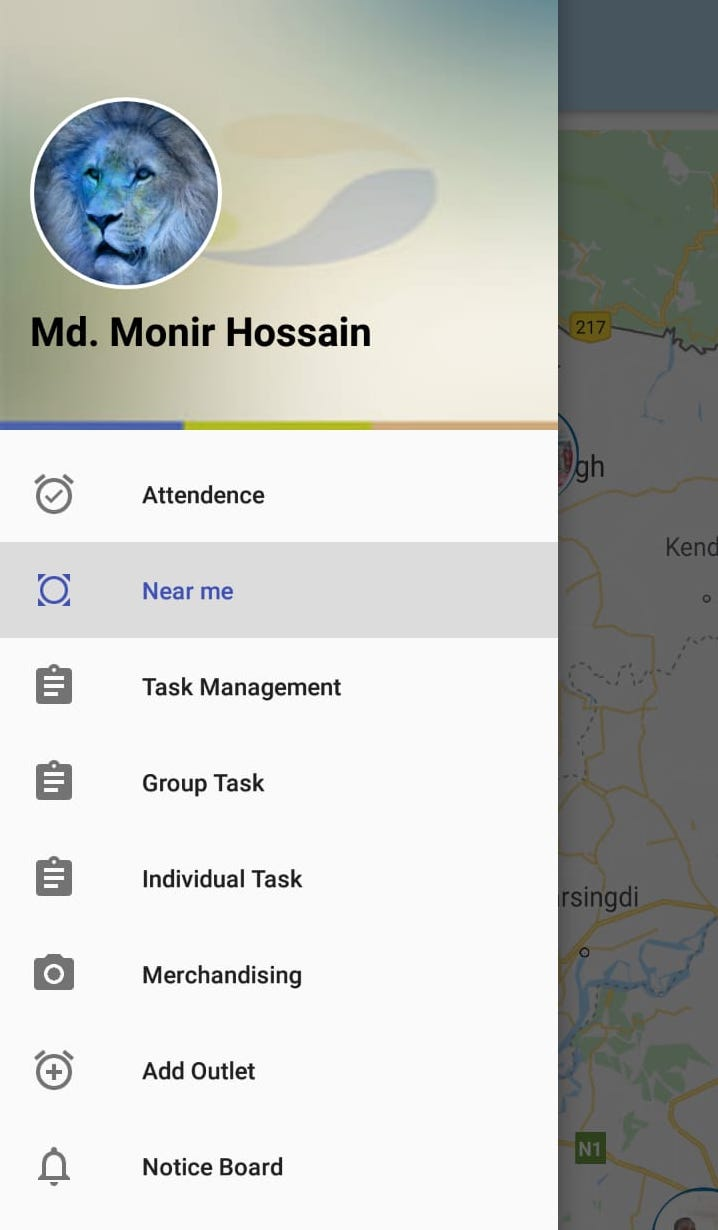 Md. Monir Hossain
217
Attendence
gh
Near me
Kend
Task Management
Group Task
Individual Task
rsingdi
Merchandising
Add Outlet
N1
Notice Board